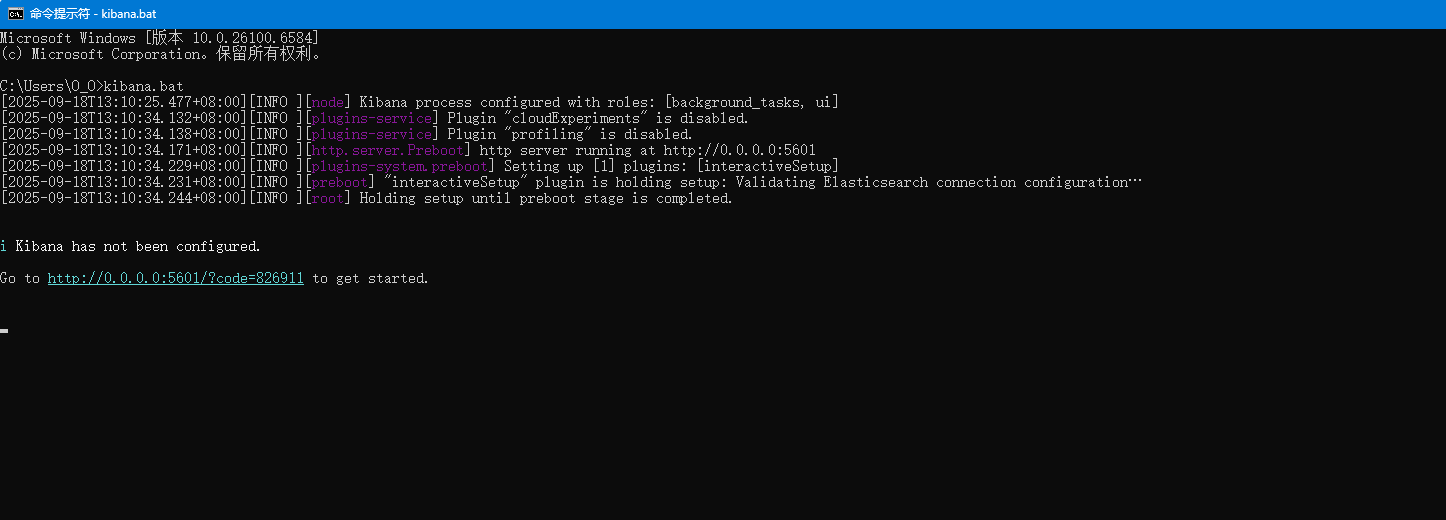 命令提示符 - kibana.bat
Microsoft Windows [版本 10.0.26100.6584]
(c) Microsoft Corporation。保留所有权利。
C:\Users\O_O>kibana.bat
[2025-09-18T13:10:25.477+08:00][INFO ][node] Kibana process configured with roles: [background_tasks, ui]
[2025-09-18T13:10:34.132+08:00][INFO ][plugins-service] Plugin "cloudExperiments" is disabled.
[2025-09-18T13:10:34.138+08:00][INFO ][plugins-service] Plugin "profiling" is disabled.
[2025-09-18T13:10:34.171+08:00][INFO ][http.server.Preboot] http server running at http://0.0.0.0:5601
[2025-09-18T13:10:34.229+08:00][INFO ][plugins-system.preboot] Setting up [1] plugins: [interactiveSetup]
[2025-09-18T13:10:34.231+08:00][INFO ][preboot] "interactiveSetup" plugin is holding setup: Validating Elasticsearch connection configuration…
[2025-09-18T13:10:34.244+08:00][INFO ][root] Holding setup until preboot stage is completed.
i Kibana has not been configured.
Go to http://0.0.0.0:5601/?code=826911 to get started.